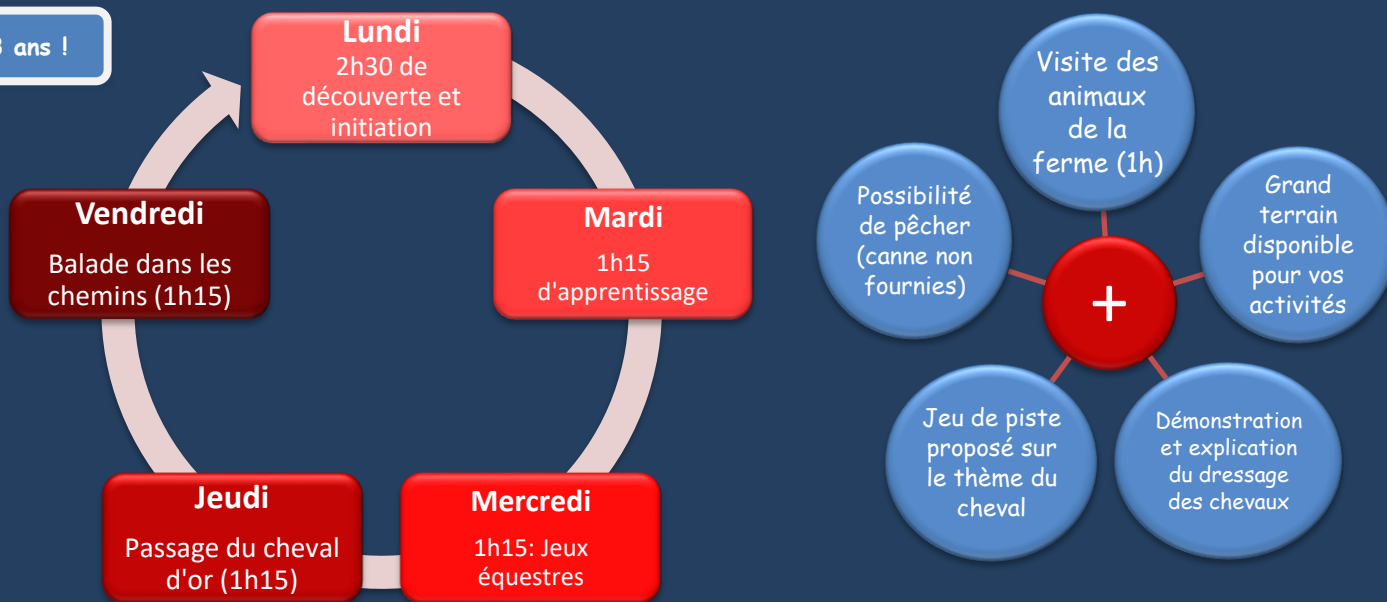 ans !
Lundi
2h30 de
découverte et
initiation
Mardi
1h15
d'apprentissage
Mercredi
1h15: Jeux
équestres
Jeudi
Passage du cheval
d'or (1h15)
Vendredi
Balade dans les
chemins (1h15)
+
Visite des
animaux
de la
ferme (1h)
Grand
terrain
disponible
pour vos
activités
Démonstration
et explication
du dressage
des chevaux
Jeu de piste
proposé sur
le thème du
cheval
Possibilité
de pêcher
(canne non
fournies)